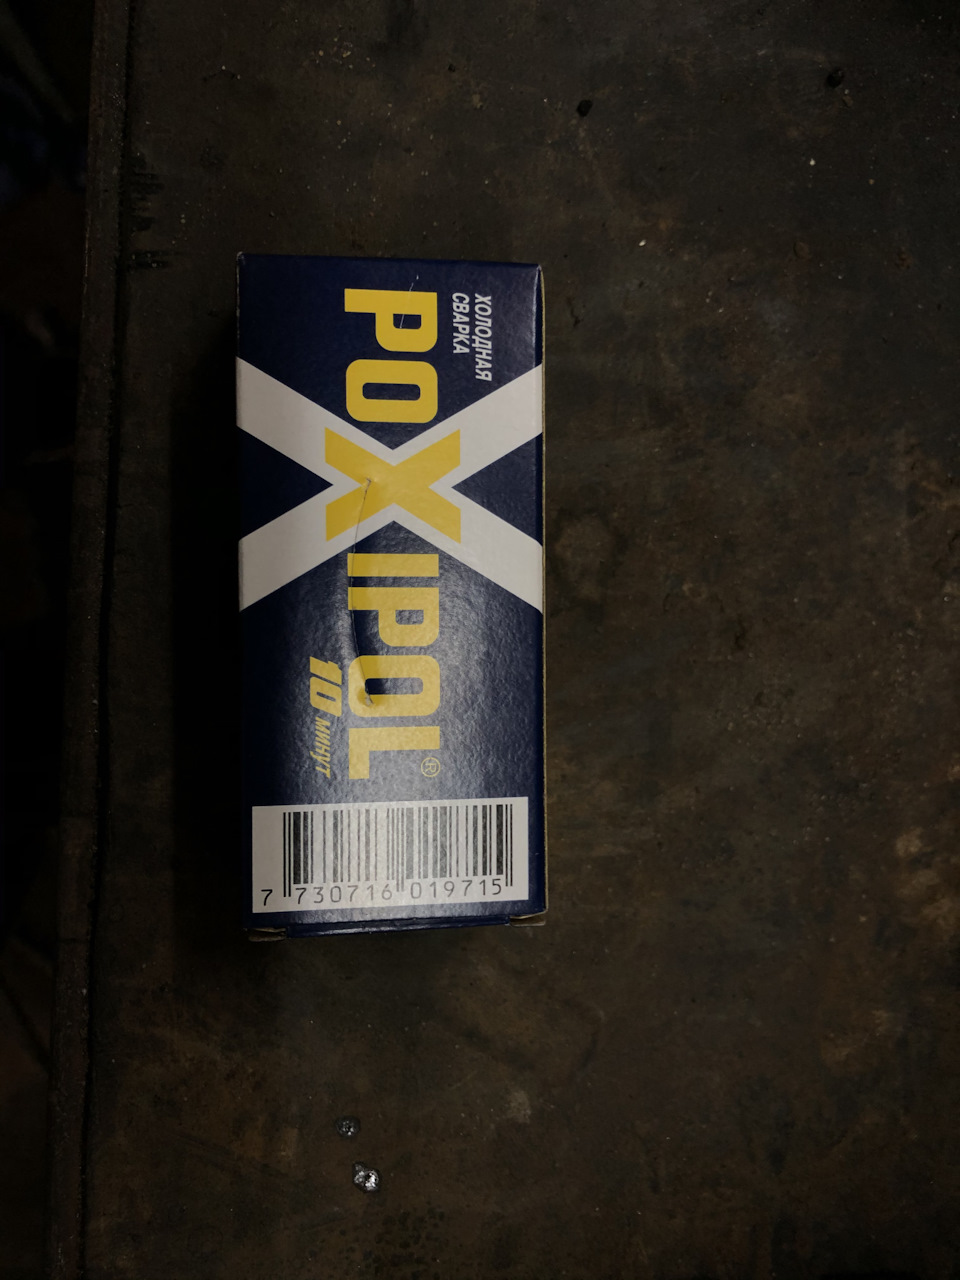 ХОЛОДНАЯ
СВАРКА
POXIPOL®
10 минут
7 730716 019715